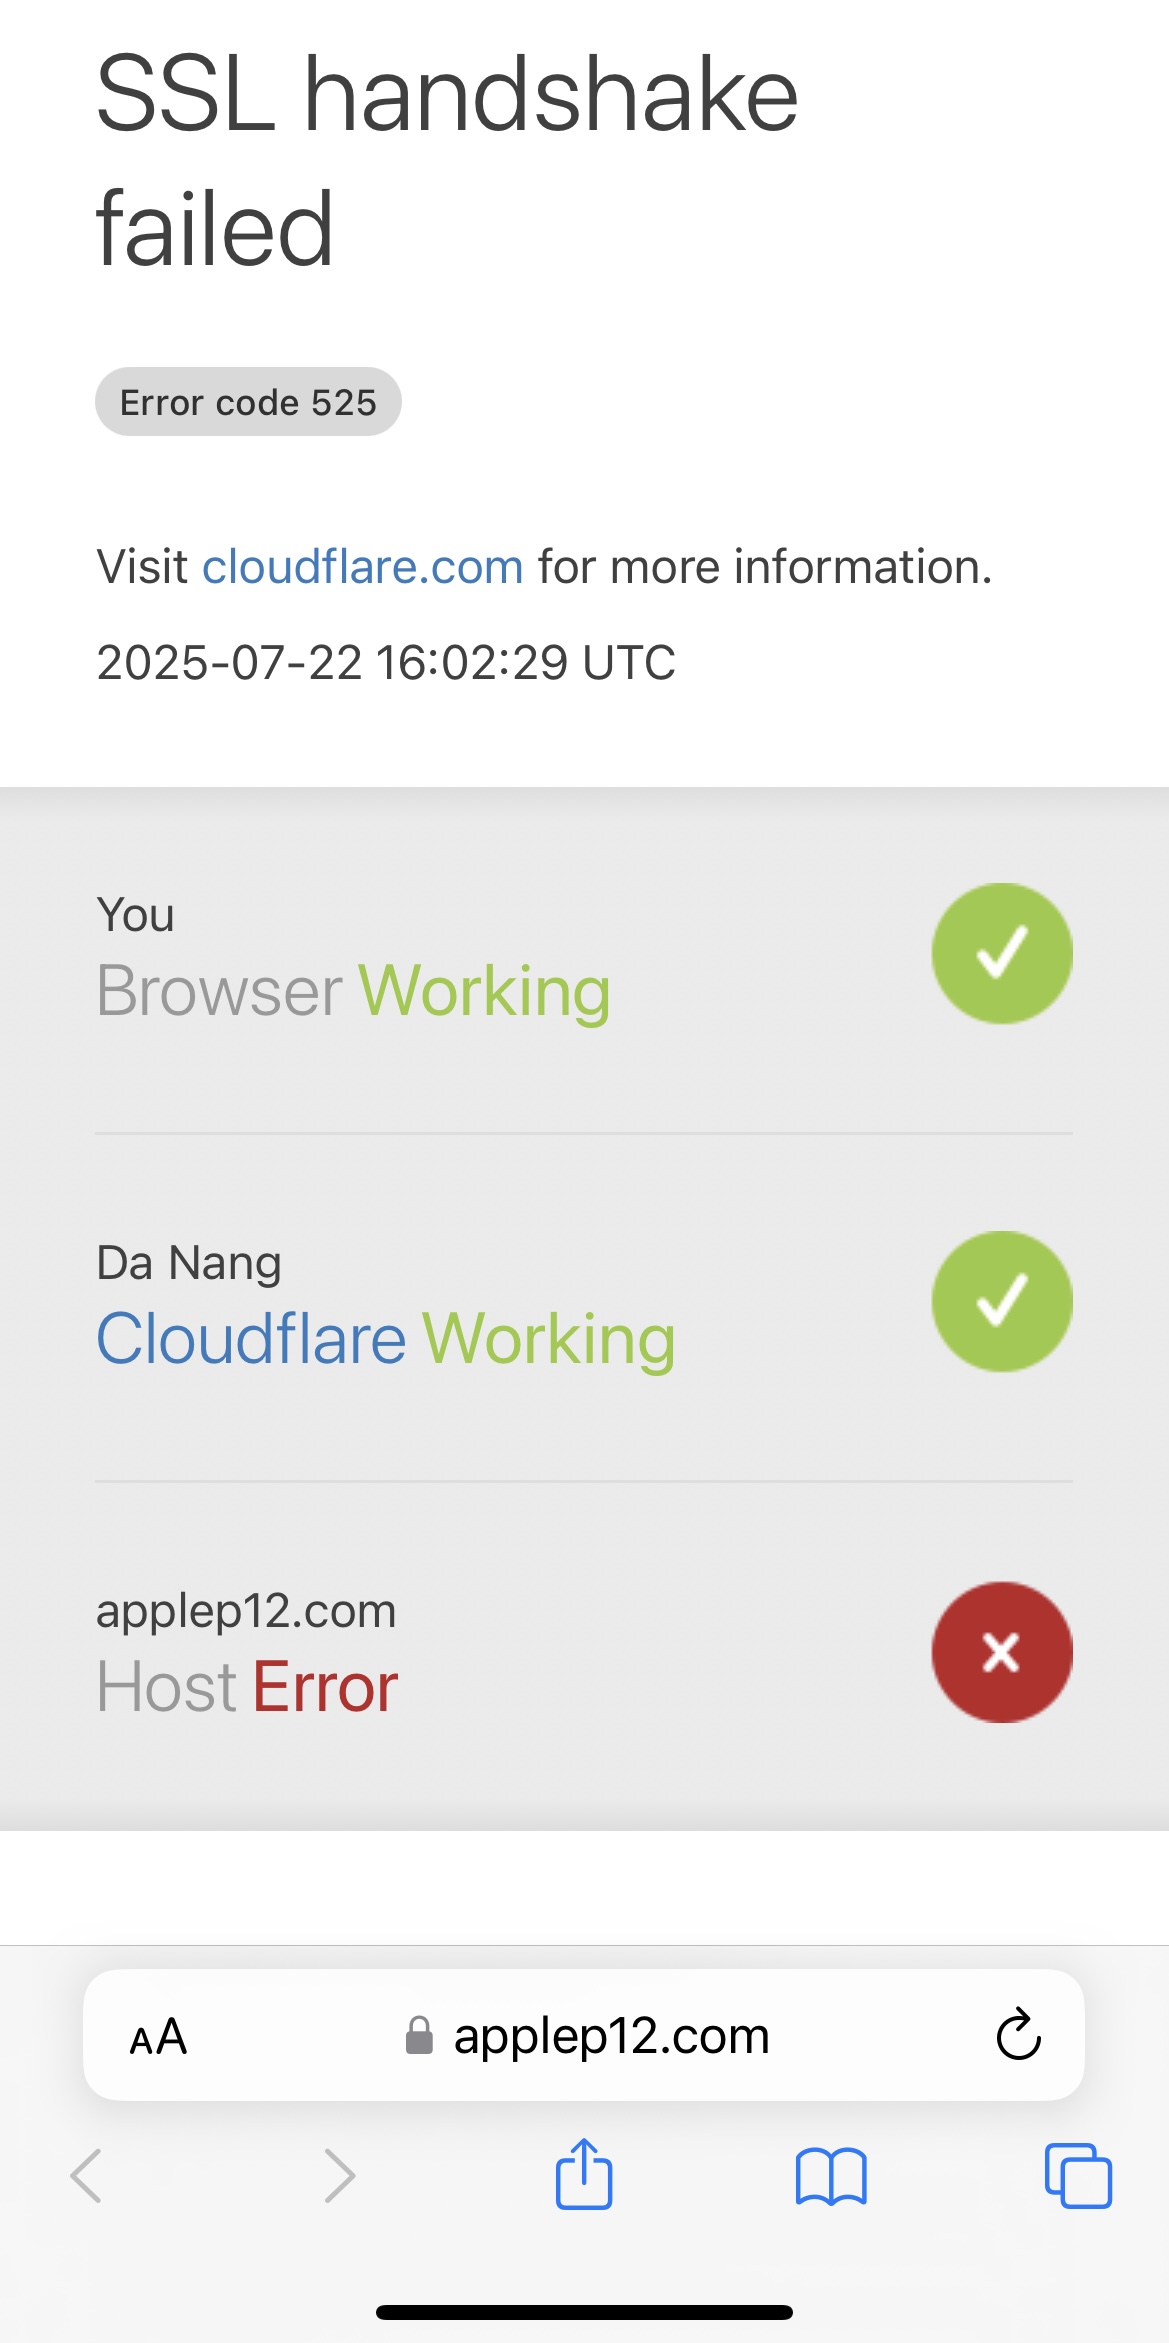 SSL handshake
failed
Error code 525
Visit cloudflare.com for more information.
2025-07-22 16:02:29 UTC
You
Browser Working
Da Nang
Cloudflare Working
applep12.com
Host Error
AA applep12.com